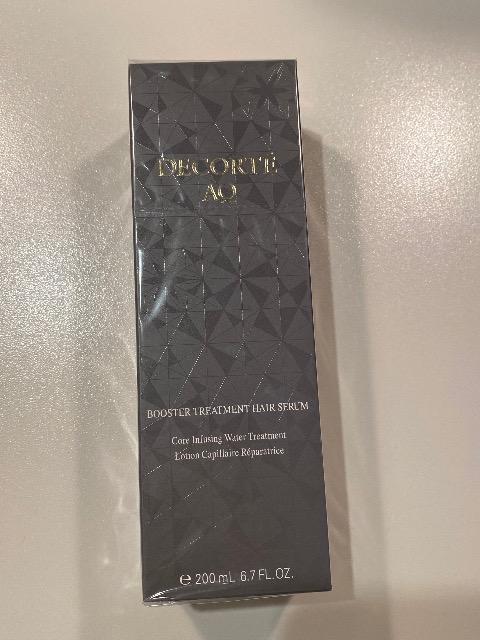 DECORTÉ
AQ
BOOSTER TREATMENT HAIR SERUM
Core Infusing Water Treatment
Lotion Capillaire Réparatrice
℮ 200 mL 6.7 FL.OZ.